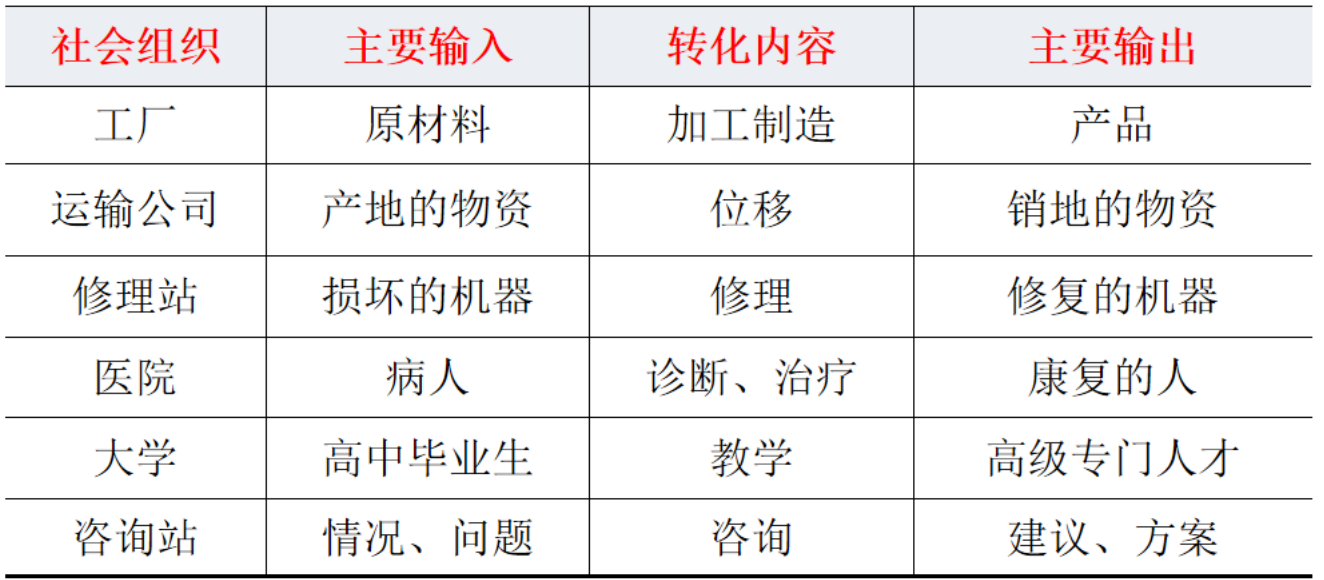 社会组织 主要输入 转化内容 主要输出
工厂 原材料 加工制造 产品
运输公司 产地的物资 位移 销地的物资
修理站 损坏的机器 修理 修复的机器
医院 病人 诊断、治疗 康复的人
大学 高中毕业生 教学 高级专门人才
咨询站 情况、问题 咨询 建议、方案